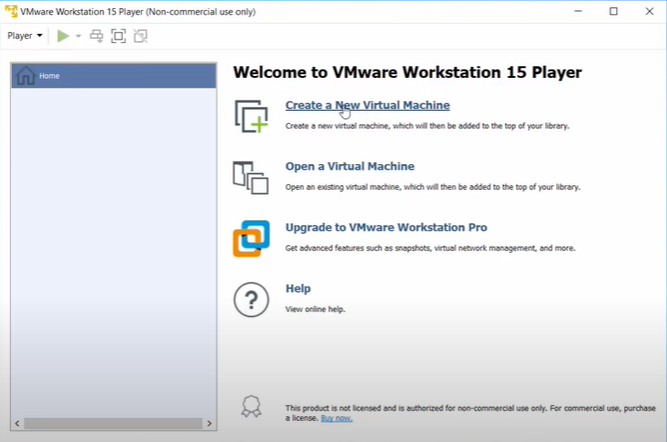 VMware Workstation 15 Player (Non-commercial use only)
Player
Home
Welcome to VMware Workstation 15 Player
Create a New Virtual Machine
Create a new virtual machine, which will then be added to the top of your library.
Open a Virtual Machine
Open an existing virtual machine, which will then be added to the top of your library.
Upgrade to VMware Workstation Pro
Get advanced features such as snapshots, virtual network management, and more.
Help
View online help.
This product is not licensed and is authorized for non-commercial use only. For commercial use, purchase
a license. Buy now.